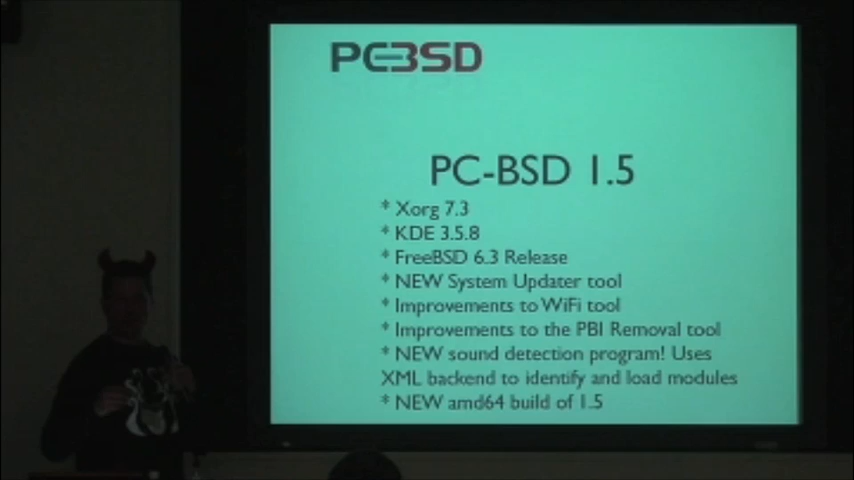 PCBSD
PC-BSD 1.5
* Xorg 7.3
* KDE 3.5.8
* FreeBSD 6.3 Release
* NEW System Updater tool
* Improvements to WiFi tool
* Improvements to the PBI Removal tool
* NEW sound detection program! Uses
XML backend to identify and load modules
* NEW amd64 build of 1.5